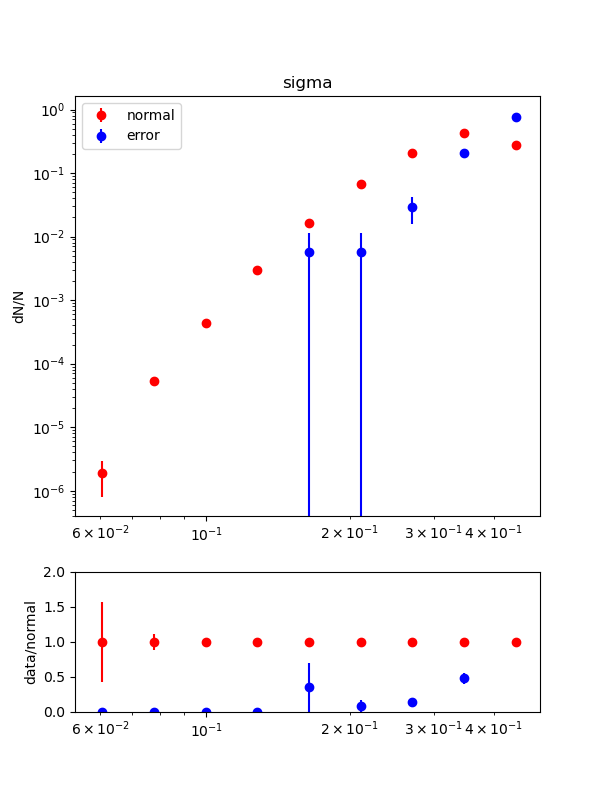 sigma
normal
error
dN/N
10⁰
10⁻¹
10⁻²
10⁻³
10⁻⁴
10⁻⁵
10⁻⁶
6 × 10⁻² 10⁻¹ 2 × 10⁻¹ 3 × 10⁻¹ 4 × 10⁻¹
data/normal
2.0
1.5
1.0
0.5
0.0
6 × 10⁻² 10⁻¹ 2 × 10⁻¹ 3 × 10⁻¹ 4 × 10⁻¹